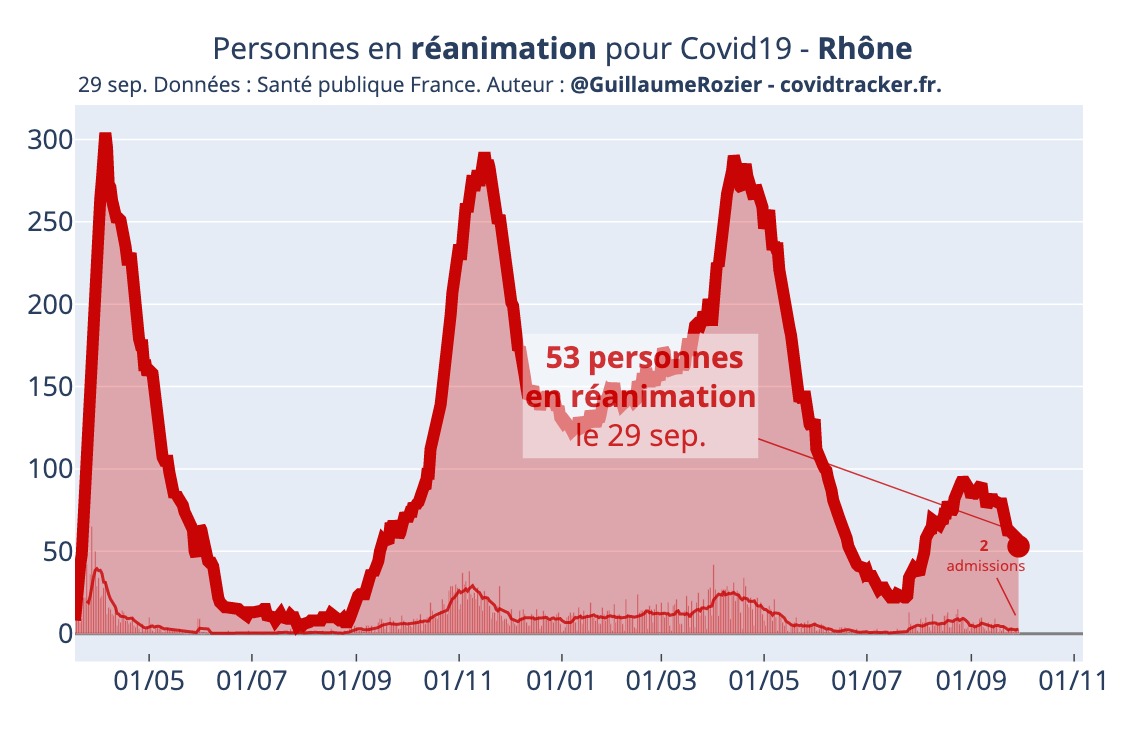 Personnes en réanimation pour Covid19 - Rhône
29 sep. Données : Santé publique France. Auteur : @GuillaumeRozier - covidtracker.fr.
300
250
200
150
100
50
0
53 personnes
en réanimation
le 29 sep.
2
admissions
01/05 01/07 01/09 01/11 01/01 01/03 01/05 01/07 01/09 01/11